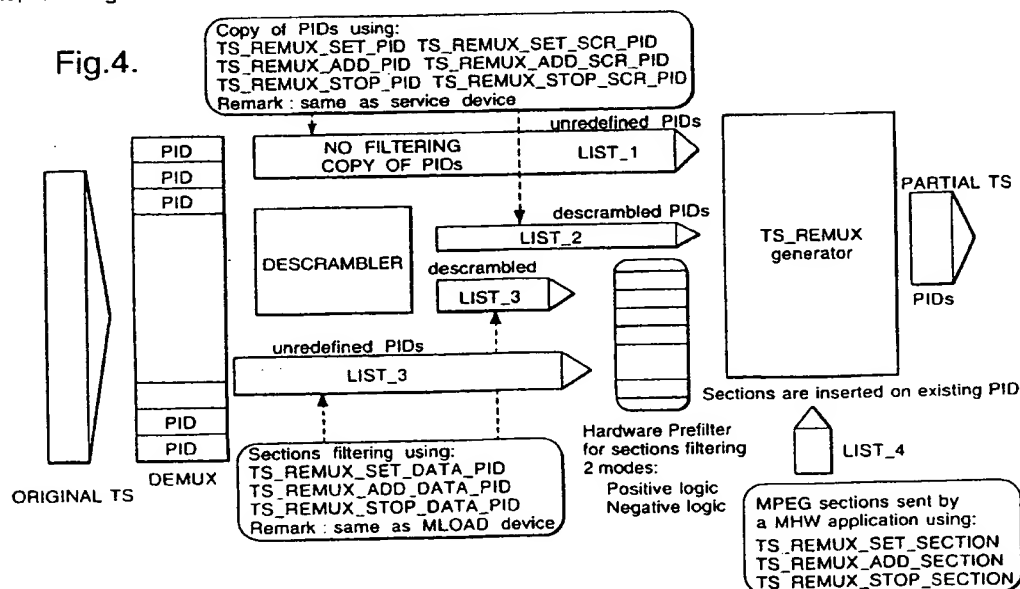 Fig.4.
Copy of PIDs using:
TS_REMUX_SET_PID TS_REMUX_SET_SCR_PID
TS_REMUX_ADD_PID TS_REMUX_ADD_SCR_PID
TS_REMUX_STOP_PID TS_REMUX_STOP_SCR_PID
Remark : same as service device
PID
PID
PID
PID
PID
DEMUX
ORIGINAL TS
NO FILTERING
COPY OF PIDs
unredefined PIDs
LIST_1
DESCRAMBLER
descrambled PIDs
LIST_2
descrambled
LIST_3
unredefined PIDs
LIST_3
TS_REMUX
generator
PARTIAL TS
PIDs
Sections are inserted on existing PID
Sections filtering using:
TS_REMUX_SET_DATA_PID
TS_REMUX_ADD_DATA_PID
TS_REMUX_STOP_DATA_PID
Remark : same as MLOAD device
Hardware Prefilter
for sections filtering
2 modes:
Positive logic
Negative logic
LIST_4
MPEG sections sent by
a MHW application using:
TS_REMUX_SET_SECTION
TS_REMUX_ADD_SECTION
TS_REMUX_STOP_SECTION